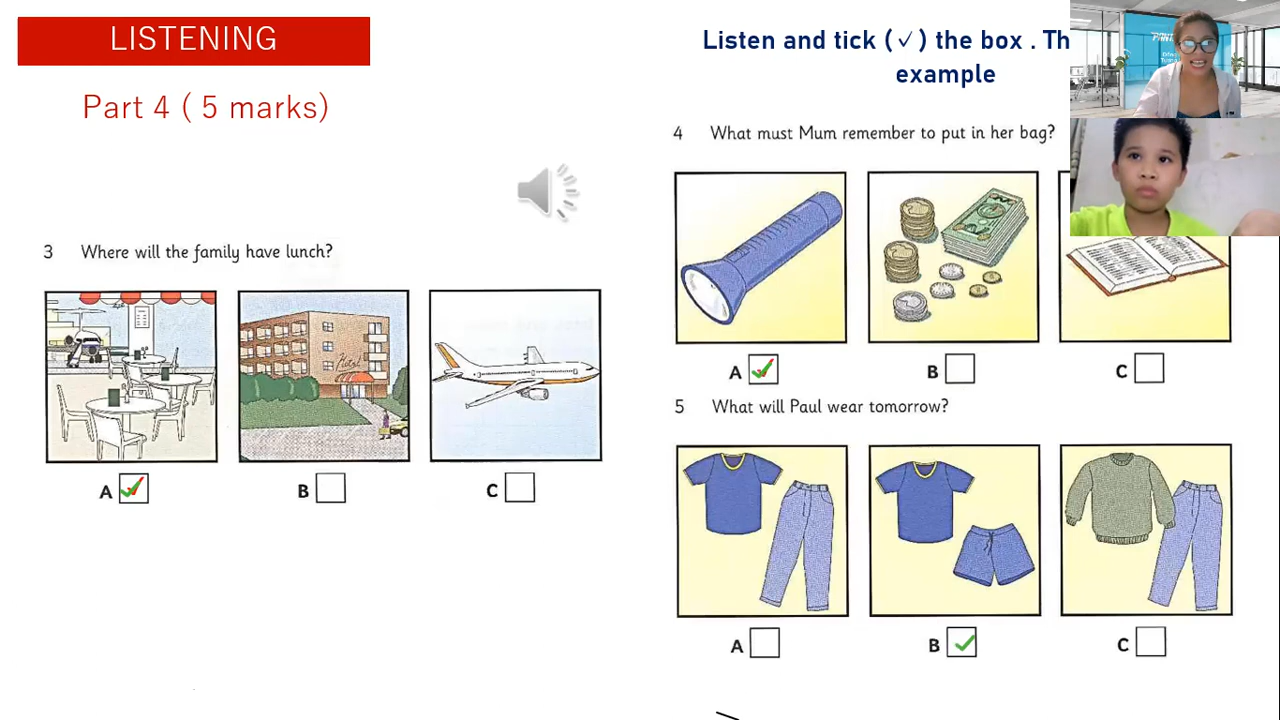 LISTENING
Part 4 ( 5 marks)
3 Where will the family have lunch?
Hotel
A ✓
B
C
Listen and tick (✓) the box . Th
example
4 What must Mum remember to put in her bag?
A ✓
B
C
5 What will Paul wear tomorrow?
A
B ✓
C